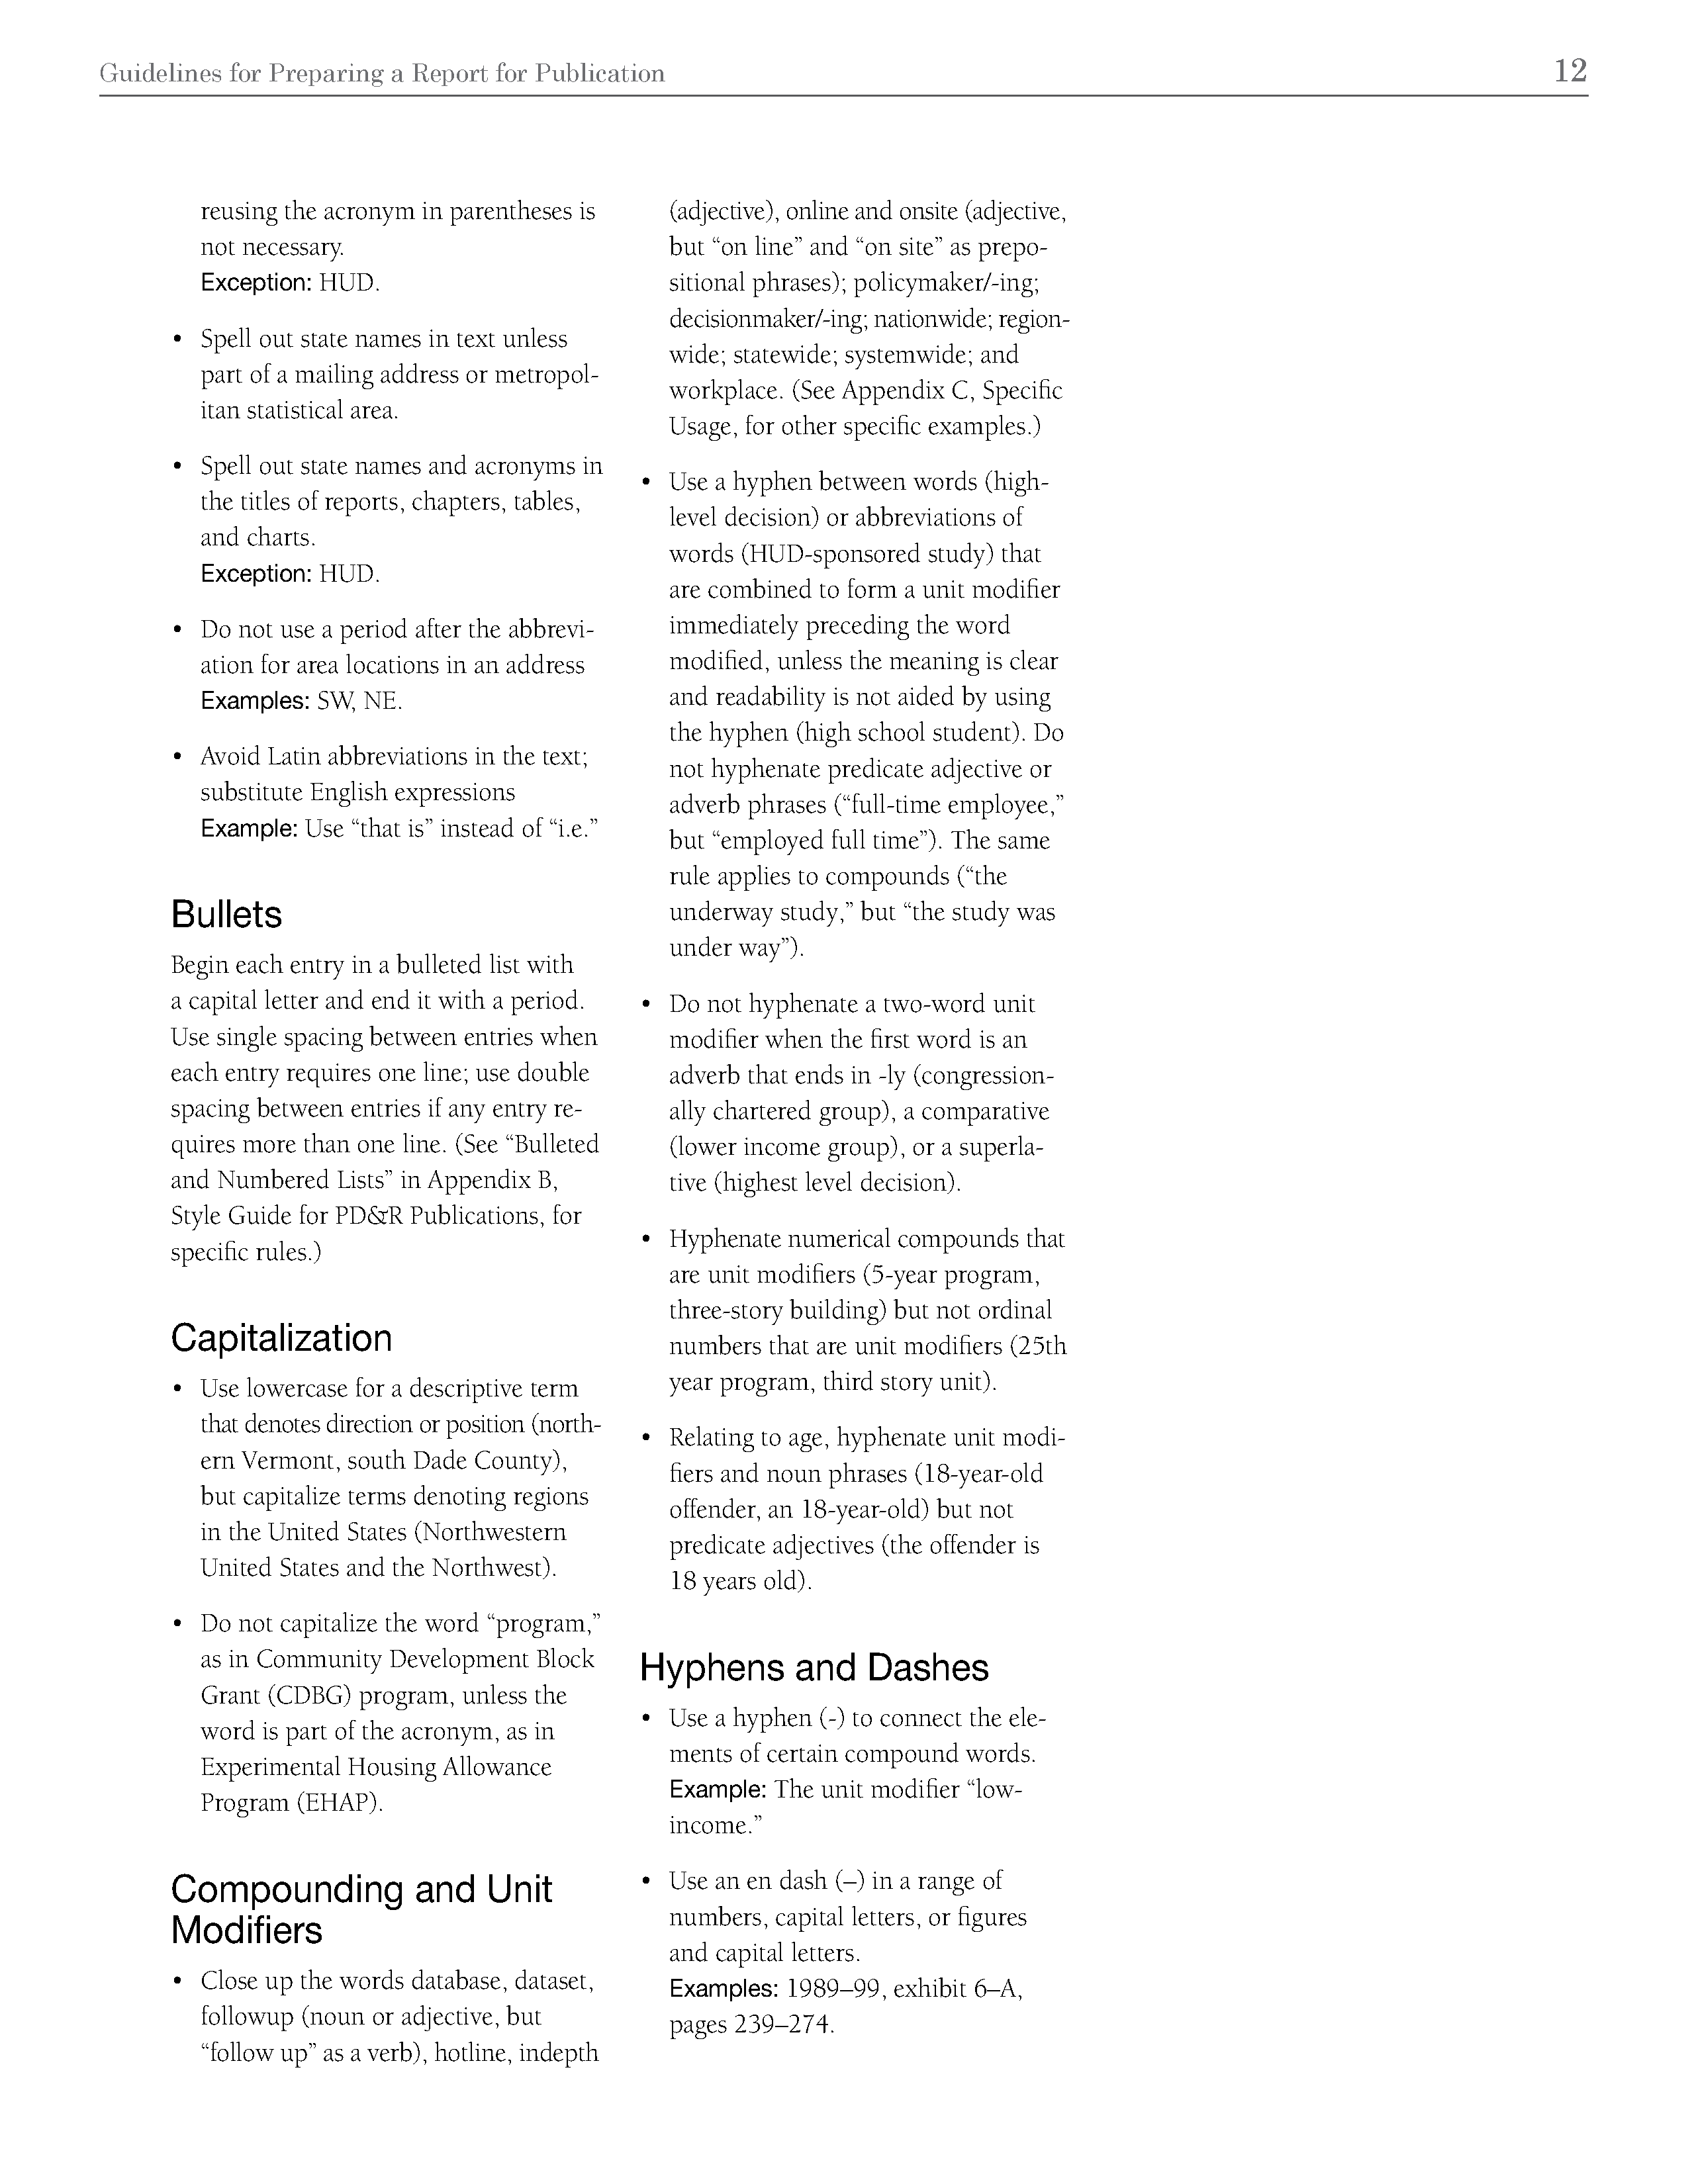 Guidelines for Preparing a Report for Publication
12
reusing the acronym in parentheses is
not necessary.
Exception: HUD.
• Spell out state names in text unless
part of a mailing address or metropol-
itan statistical area.
• Spell out state names and acronyms in
the titles of reports, chapters, tables,
and charts.
Exception: HUD.
• Do not use a period after the abbrevi-
ation for area locations in an address
Examples: SW, NE.
• Avoid Latin abbreviations in the text;
substitute English expressions
Example: Use “that is” instead of “i.e.”
Bullets
Begin each entry in a bulleted list with
a capital letter and end it with a period.
Use single spacing between entries when
each entry requires one line; use double
spacing between entries if any entry re-
quires more than one line. (See “Bulleted
and Numbered Lists” in Appendix B,
Style Guide for PD&R Publications, for
specific rules.)
Capitalization
• Use lowercase for a descriptive term
that denotes direction or position (north-
ern Vermont, south Dade County),
but capitalize terms denoting regions
in the United States (Northwestern
United States and the Northwest).
• Do not capitalize the word “program,”
as in Community Development Block
Grant (CDBG) program, unless the
word is part of the acronym, as in
Experimental Housing Allowance
Program (EHAP).
Compounding and Unit
Modifiers
• Close up the words database, dataset,
followup (noun or adjective, but
“follow up” as a verb), hotline, indepth
(adjective), online and onsite (adjective,
but “on line” and “on site” as prepo-
sitional phrases); policymaker/-ing;
decisionmaker/-ing; nationwide; region-
wide; statewide; systemwide; and
workplace. (See Appendix C, Specific
Usage, for other specific examples.)
• Use a hyphen between words (high-
level decision) or abbreviations of
words (HUD-sponsored study) that
are combined to form a unit modifier
immediately preceding the word
modified, unless the meaning is clear
and readability is not aided by using
the hyphen (high school student). Do
not hyphenate predicate adjective or
adverb phrases (“full-time employee,”
but “employed full time”). The same
rule applies to compounds (“the
underway study,” but “the study was
under way”).
• Do not hyphenate a two-word unit
modifier when the first word is an
adverb that ends in -ly (congression-
ally chartered group), a comparative
(lower income group), or a superla-
tive (highest level decision).
• Hyphenate numerical compounds that
are unit modifiers (5-year program,
three-story building) but not ordinal
numbers that are unit modifiers (25th
year program, third story unit).
• Relating to age, hyphenate unit modi-
fiers and noun phrases (18-year-old
offender, an 18-year-old) but not
predicate adjectives (the offender is
18 years old).
Hyphens and Dashes
• Use a hyphen (-) to connect the ele-
ments of certain compound words.
Example: The unit modifier “low-
income.”
• Use an en dash (–) in a range of
numbers, capital letters, or figures
and capital letters.
Examples: 1989–99, exhibit 6–A,
pages 239–274.